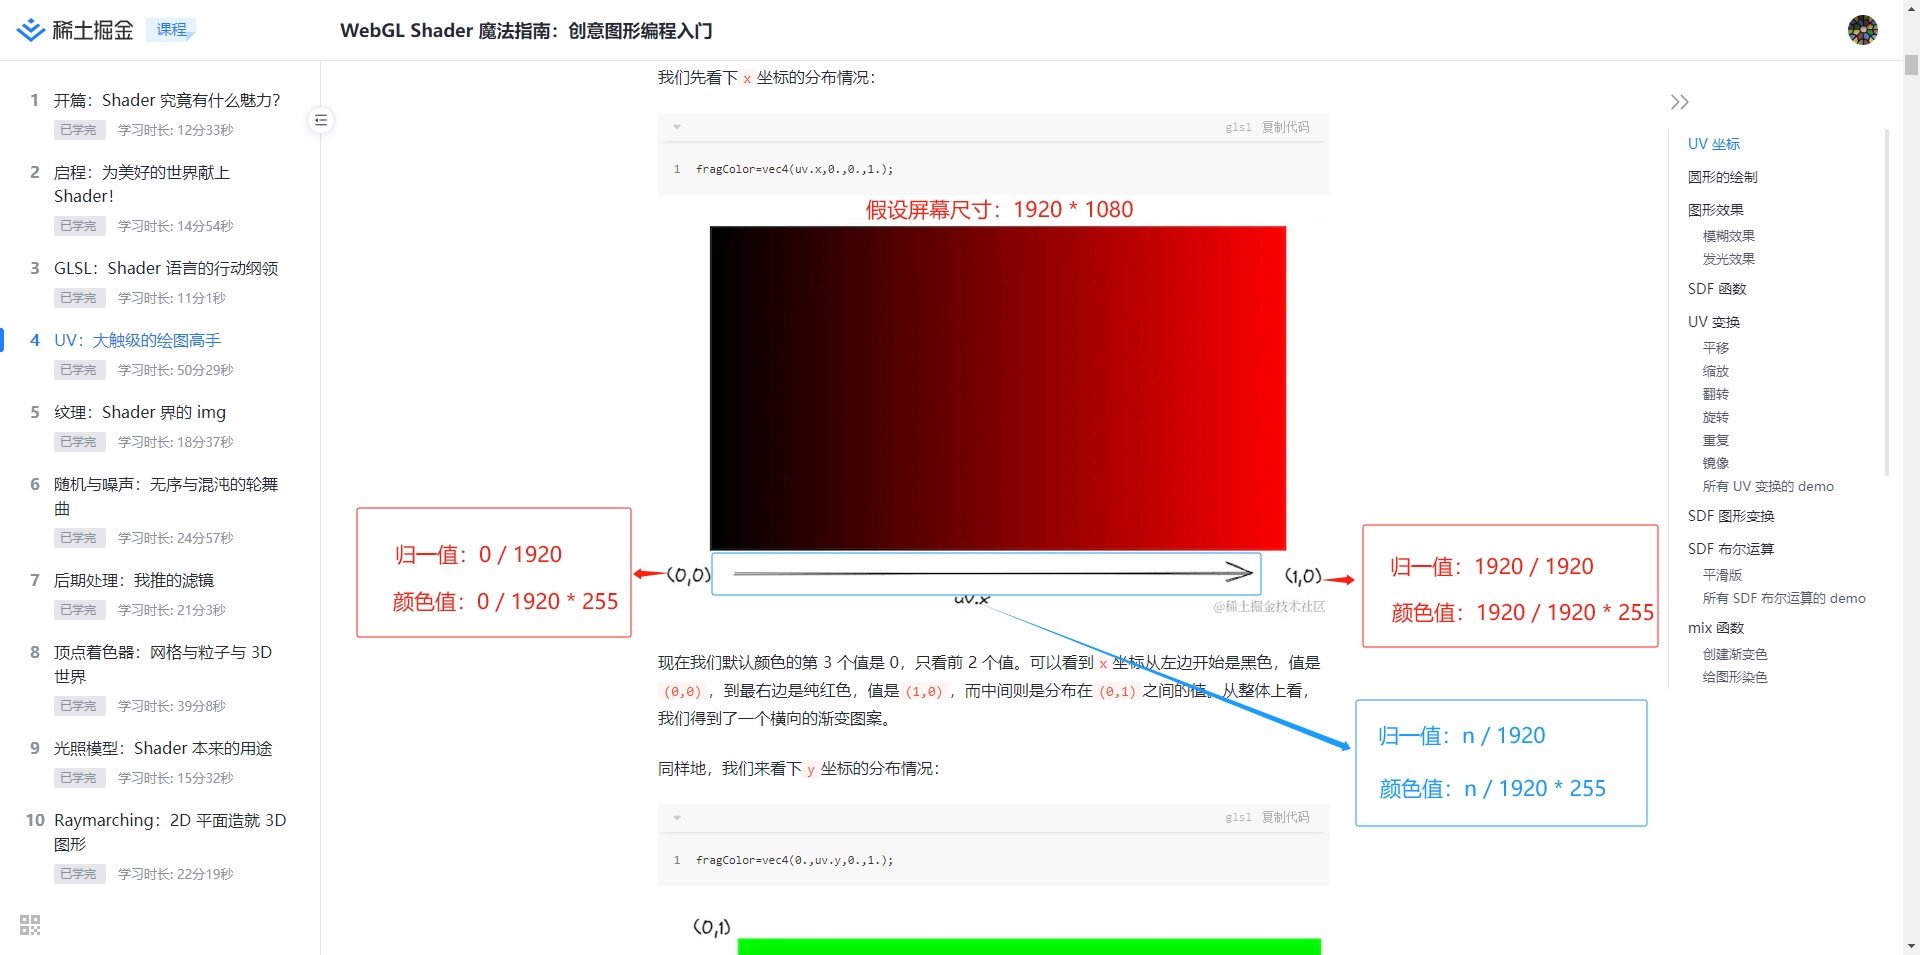 稀土掘金 课程
WebGL Shader 魔法指南：创意图形编程入门
1 开篇：Shader 究竟有什么魅力？
已学完 学习时长: 12分33秒
2 启程：为美好的世界献上
Shader！
已学完 学习时长: 14分54秒
3 GLSL：Shader 语言的行动纲领
已学完 学习时长: 11分1秒
4 UV：大触级的绘图高手
已学完 学习时长: 50分29秒
5 纹理：Shader 界的 img
已学完 学习时长: 18分37秒
6 随机与噪声：无序与混沌的轮舞
曲
已学完 学习时长: 24分57秒
7 后期处理：我推的滤镜
已学完 学习时长: 21分3秒
8 顶点着色器：网格与粒子与 3D
世界
已学完 学习时长: 39分8秒
9 光照模型：Shader 本来的用途
已学完 学习时长: 15分32秒
10 Raymarching：2D 平面造就 3D
图形
已学完 学习时长: 22分19秒
我们先看下 x 坐标的分布情况：
glsl 复制代码
1 fragColor=vec4(uv.x,0.,0.,1.);
假设屏幕尺寸：1920 * 1080
归一值：0 / 1920
颜色值：0 / 1920 * 255
(0,0)
(1,0)
uv.x
@稀土掘金技术社区
归一值：1920 / 1920
颜色值：1920 / 1920 * 255
现在我们默认颜色的第 3 个值是 0，只看前 2 个值。可以看到 x 坐标从左边开始是黑色，值是
(0,0) ，到最右边是纯红色，值是 (1,0) ，而中间则是分布在 (0,1) 之间的值。从整体上看，
我们得到了一个横向的渐变图案。
归一值：n / 1920
颜色值：n / 1920 * 255
同样地，我们来看下 y 坐标的分布情况：
glsl 复制代码
1 fragColor=vec4(0.,uv.y,0.,1.);
(0,1)
UV 坐标
圆形的绘制
图形效果
模糊效果
发光效果
SDF 函数
UV 变换
平移
缩放
翻转
旋转
重复
镜像
所有 UV 变换的 demo
SDF 图形变换
SDF 布尔运算
平滑版
所有 SDF 布尔运算的 demo
mix 函数
创建渐变色
给图形染色